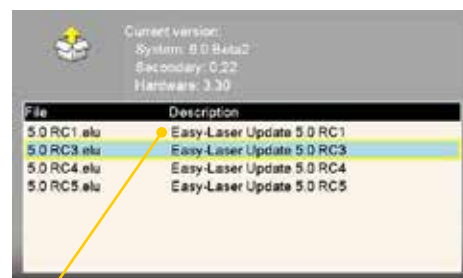 Current version:
System: 6.0 Beta2
Secondary: 0.22
Hardware: 3.30
File Description
5.0 RC1.elu Easy-Laser Update 5.0 RC1
5.0 RC3.elu Easy-Laser Update 5.0 RC3
5.0 RC4.elu Easy-Laser Update 5.0 RC4
5.0 RC5.elu Easy-Laser Update 5.0 RC5